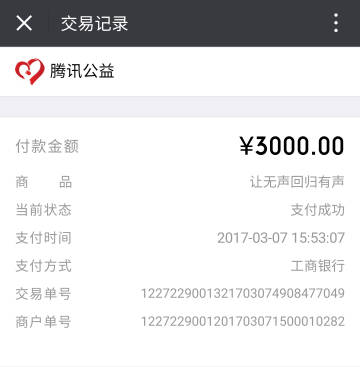 交易记录
腾讯公益
付款金额 ¥3000.00
商 品 让无声回归有声
当前状态 支付成功
支付时间 2017-03-07 15:53:07
支付方式 工商银行
交易单号 1227229001321703074908477049
商户单号 1227229001201703071500010282